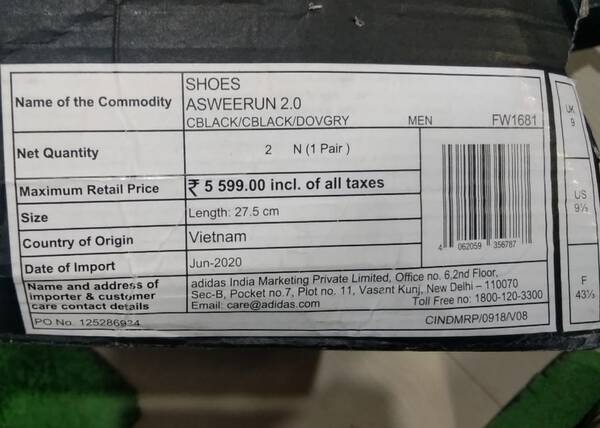 Name of the Commodity
SHOES
ASWEERUN 2.0
CBLACK/CBLACK/DOVGRY MEN FW1681
Net Quantity 2 N (1 Pair )
Maximum Retail Price ₹ 5 599.00 incl. of all taxes
Size Length: 27.5 cm
Country of Origin Vietnam
Date of Import Jun-2020
Name and address of
importer & customer
care contact details
adidas India Marketing Private Limited, Office no. 6,2nd Floor,
Sec-B, Pocket no.7, Plot no. 11, Vasant Kunj, New Delhi – 110070
Email: care@adidas.com Toll Free no: 1800-120-3300
PO No. 125286934 CINDMRP/0918/V08
4 062059 356787
UK
9
US
9½
F
43⅓